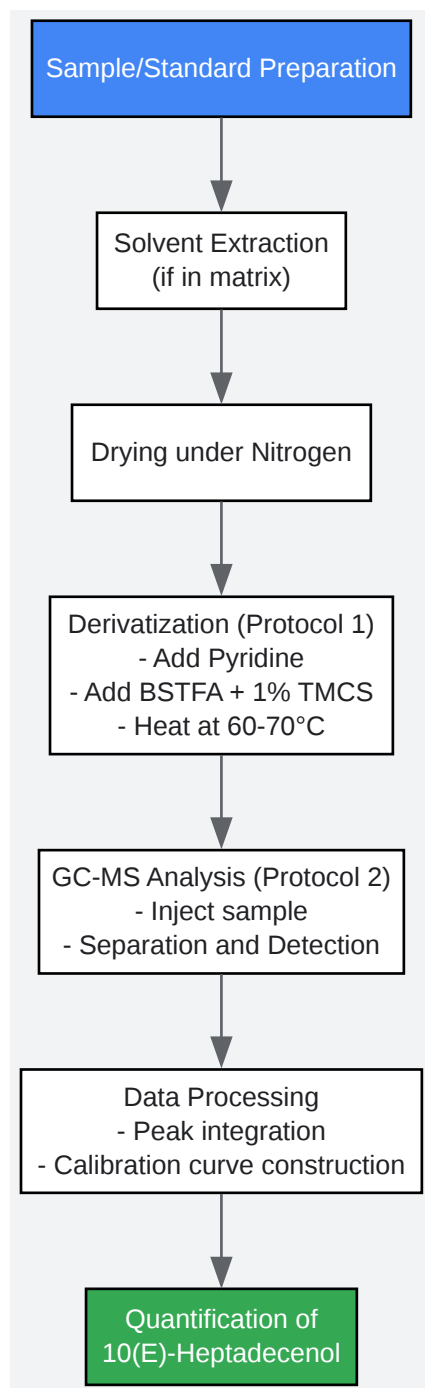 Sample/Standard Preparation
Solvent Extraction
(if in matrix)
Drying under Nitrogen
Derivatization (Protocol 1)
- Add Pyridine
- Add BSTFA + 1% TMCS
- Heat at 60-70°C
GC-MS Analysis (Protocol 2)
- Inject sample
- Separation and Detection
Data Processing
- Peak integration
- Calibration curve construction
Quantification of
10(E)-Heptadecenol